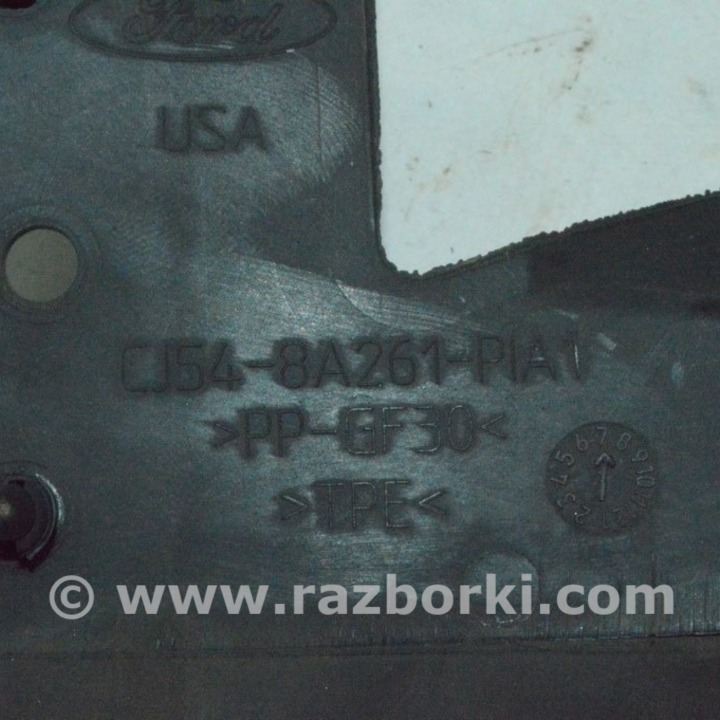 Ford
USA
CJ54-8A261-PIA1
>PP-GF30<
>TPE<
© www.razborki.com